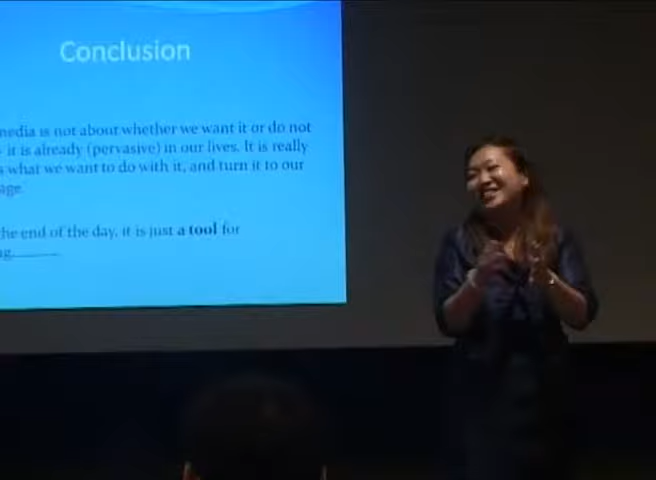 Conclusion
nedia is not about whether we want it or do not
it is already (pervasive) in our lives. It is really
s what we want to do with it, and turn it to our
age.
he end of the day, it is just a tool for
g